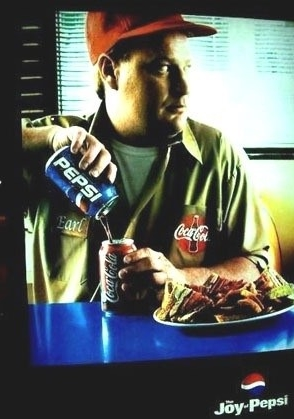 PEPSI
Earl
Coca-Cola
Coca-Cola
the
Joy of Pepsi